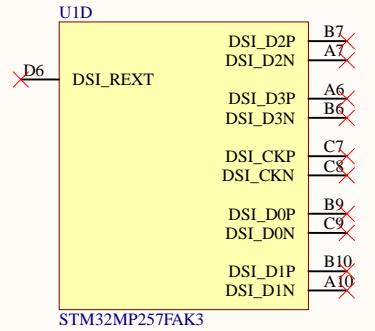 U1D
DSI_D2P B7
DSI_D2N A7
D6 DSI_REXT
DSI_D3P A6
DSI_D3N B6
DSI_CKP C7
DSI_CKN C8
DSI_D0P B9
DSI_D0N C9
DSI_D1P B10
DSI_D1N A10
STM32MP257FAK3